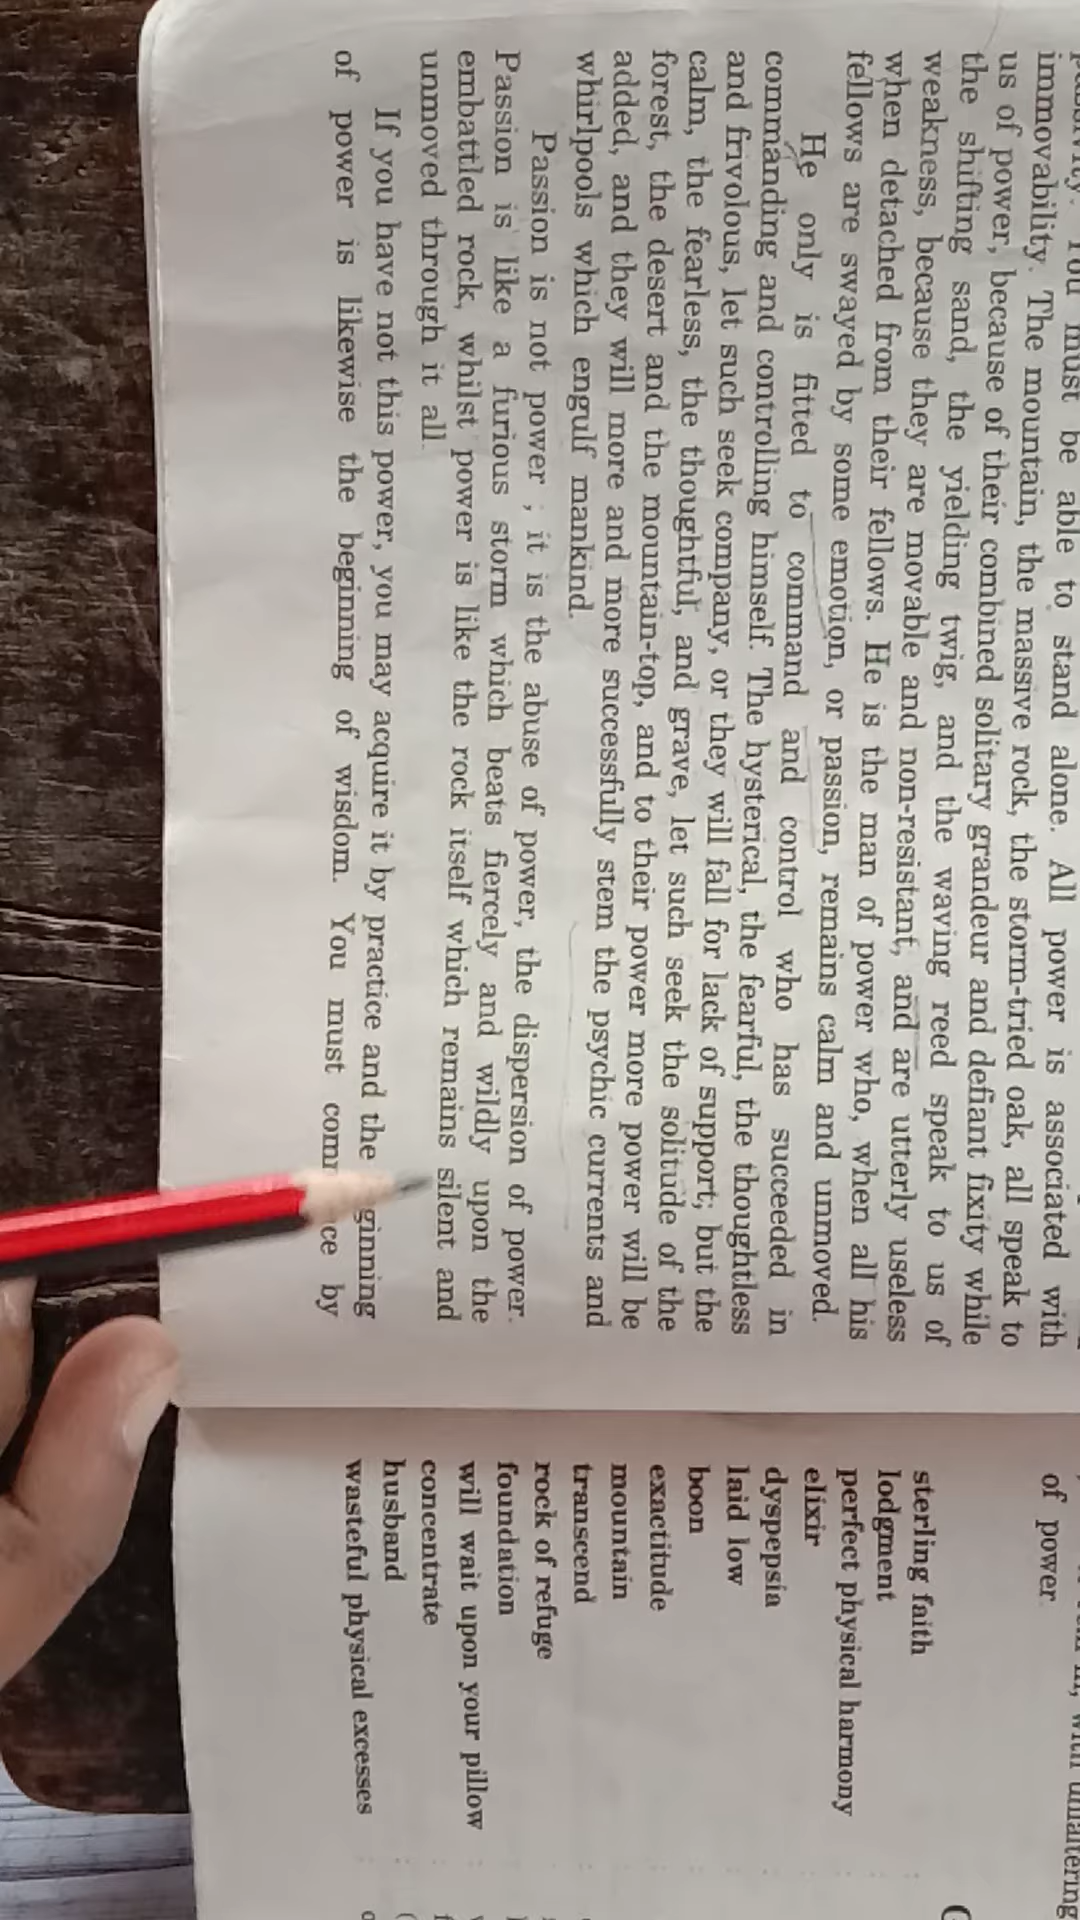 must be able to stand alone. All power is associated with
immovability. The mountain, the massive rock, the storm-tried oak, all speak to
us of power, because of their combined solitary grandeur and defiant fixity while
the shifting sand, the yielding twig, and the waving reed speak to us of
weakness, because they are movable and non-resistant, and are utterly useless
when detached from their fellows. He is the man of power who, when all his
fellows are swayed by some emotion, or passion, remains calm and unmoved.
He only is fitted to command and control who has succeeded in
commanding and controlling himself. The hysterical, the fearful, the thoughtless
and frivolous, let such seek company, or they will fall for lack of support; but the
calm, the fearless, the thoughtful, and grave, let such seek the solitude of the
forest, the desert and the mountain-top, and to their power more power will be
added, and they will more and more successfully stem the psychic currents and
whirlpools which engulf mankind.
Passion is not power ; it is the abuse of power, the dispersion of power.
Passion is like a furious storm which beats fiercely and wildly upon the
embattled rock, whilst power is like the rock itself which remains silent and
unmoved through it all.
If you have not this power, you may acquire it by practice and the ginning
of power is likewise the beginning of wisdom. You must com ce by
of power.
sterling faith
lodgment
perfect physical harmony
elixir
dyspepsia
laid low
boon
exactitude
mountain
transcend
rock of refuge
foundation
will wait upon your pillow
concentrate
husband
wasteful physical excesses